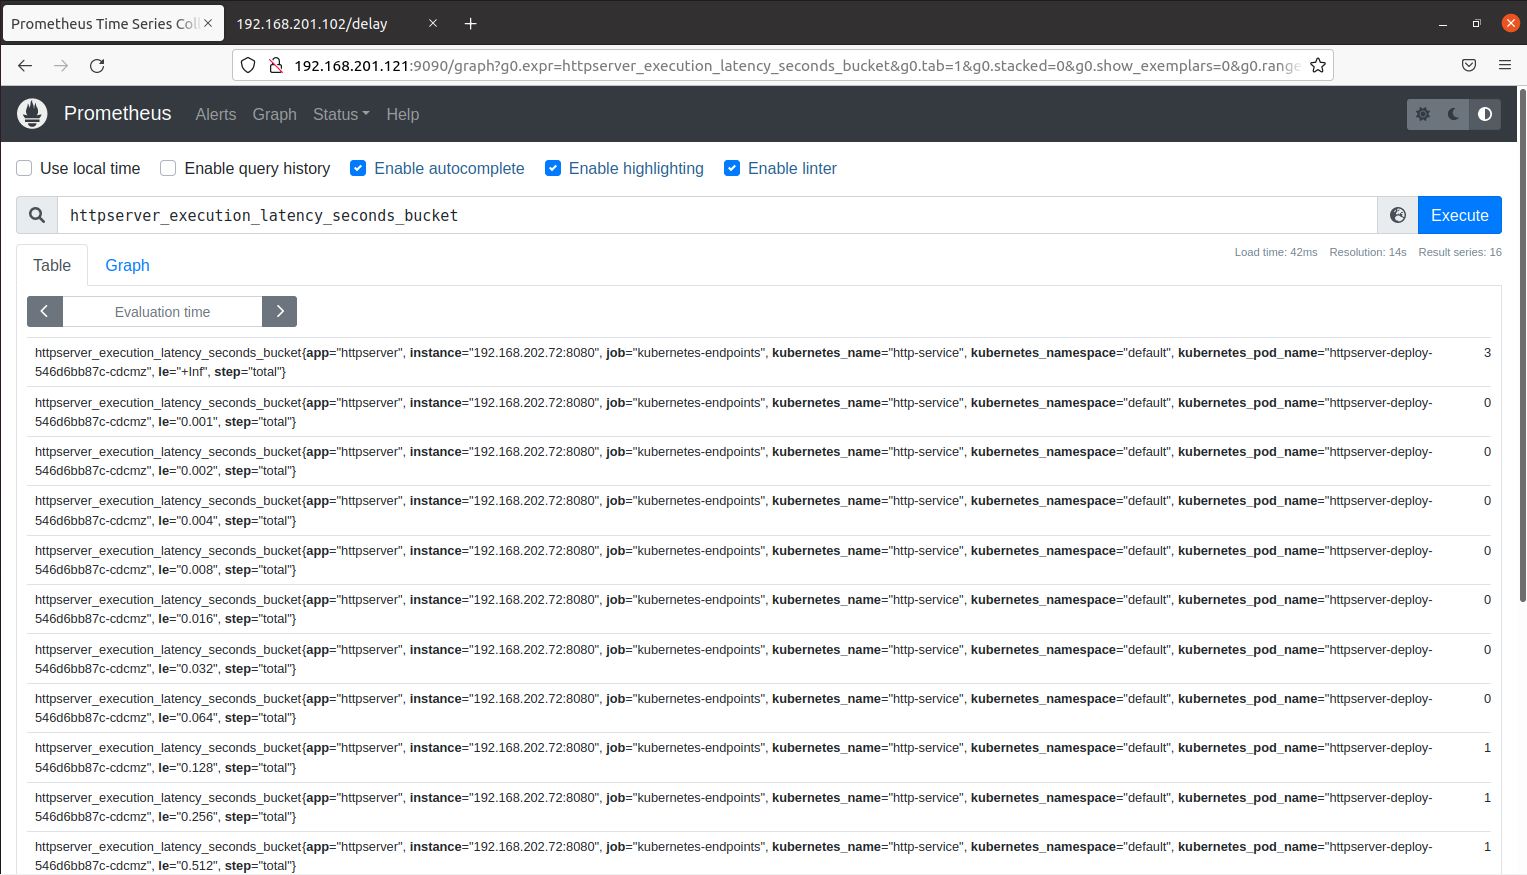 Prometheus Time Series Col
192.168.201.102/delay
192.168.201.121:9090/graph?g0.expr=httpserver_execution_latency_seconds_bucket&g0.tab=1&g0.stacked=0&g0.show_exemplars=0&g0.range
Prometheus Alerts Graph Status Help
Use local time Enable query history Enable autocomplete Enable highlighting Enable linter
httpserver_execution_latency_seconds_bucket Execute
Load time: 42ms Resolution: 14s Result series: 16
Table Graph
Evaluation time
httpserver_execution_latency_seconds_bucket{app="httpserver", instance="192.168.202.72:8080", job="kubernetes-endpoints", kubernetes_name="http-service", kubernetes_namespace="default", kubernetes_pod_name="httpserver-deploy- 3
546d6bb87c-cdcmz", le="+Inf", step="total"}
httpserver_execution_latency_seconds_bucket{app="httpserver", instance="192.168.202.72:8080", job="kubernetes-endpoints", kubernetes_name="http-service", kubernetes_namespace="default", kubernetes_pod_name="httpserver-deploy- 0
546d6bb87c-cdcmz", le="0.001", step="total"}
httpserver_execution_latency_seconds_bucket{app="httpserver", instance="192.168.202.72:8080", job="kubernetes-endpoints", kubernetes_name="http-service", kubernetes_namespace="default", kubernetes_pod_name="httpserver-deploy- 0
546d6bb87c-cdcmz", le="0.002", step="total"}
httpserver_execution_latency_seconds_bucket{app="httpserver", instance="192.168.202.72:8080", job="kubernetes-endpoints", kubernetes_name="http-service", kubernetes_namespace="default", kubernetes_pod_name="httpserver-deploy- 0
546d6bb87c-cdcmz", le="0.004", step="total"}
httpserver_execution_latency_seconds_bucket{app="httpserver", instance="192.168.202.72:8080", job="kubernetes-endpoints", kubernetes_name="http-service", kubernetes_namespace="default", kubernetes_pod_name="httpserver-deploy- 0
546d6bb87c-cdcmz", le="0.008", step="total"}
httpserver_execution_latency_seconds_bucket{app="httpserver", instance="192.168.202.72:8080", job="kubernetes-endpoints", kubernetes_name="http-service", kubernetes_namespace="default", kubernetes_pod_name="httpserver-deploy- 0
546d6bb87c-cdcmz", le="0.016", step="total"}
httpserver_execution_latency_seconds_bucket{app="httpserver", instance="192.168.202.72:8080", job="kubernetes-endpoints", kubernetes_name="http-service", kubernetes_namespace="default", kubernetes_pod_name="httpserver-deploy- 0
546d6bb87c-cdcmz", le="0.032", step="total"}
httpserver_execution_latency_seconds_bucket{app="httpserver", instance="192.168.202.72:8080", job="kubernetes-endpoints", kubernetes_name="http-service", kubernetes_namespace="default", kubernetes_pod_name="httpserver-deploy- 0
546d6bb87c-cdcmz", le="0.064", step="total"}
httpserver_execution_latency_seconds_bucket{app="httpserver", instance="192.168.202.72:8080", job="kubernetes-endpoints", kubernetes_name="http-service", kubernetes_namespace="default", kubernetes_pod_name="httpserver-deploy- 1
546d6bb87c-cdcmz", le="0.128", step="total"}
httpserver_execution_latency_seconds_bucket{app="httpserver", instance="192.168.202.72:8080", job="kubernetes-endpoints", kubernetes_name="http-service", kubernetes_namespace="default", kubernetes_pod_name="httpserver-deploy- 1
546d6bb87c-cdcmz", le="0.256", step="total"}
httpserver_execution_latency_seconds_bucket{app="httpserver", instance="192.168.202.72:8080", job="kubernetes-endpoints", kubernetes_name="http-service", kubernetes_namespace="default", kubernetes_pod_name="httpserver-deploy- 1
546d6bb87c-cdcmz", le="0.512", step="total"}